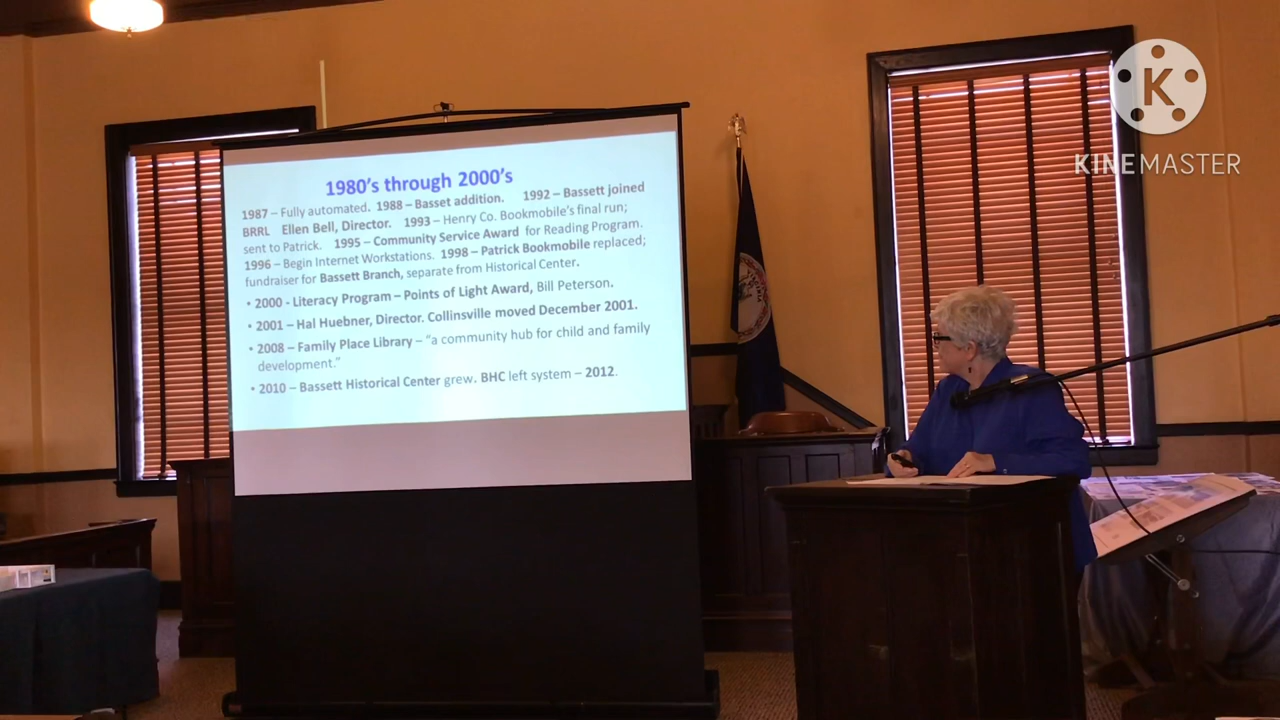 1980's through 2000's
1987 – Fully automated. 1988 – Basset addition. 1992 – Bassett joined
BRRL Ellen Bell, Director. 1993 – Henry Co. Bookmobile's final run;
sent to Patrick. 1995 – Community Service Award for Reading Program.
1996 – Begin Internet Workstations. 1998 – Patrick Bookmobile replaced;
fundraiser for Bassett Branch, separate from Historical Center.
• 2000 - Literacy Program – Points of Light Award, Bill Peterson.
• 2001 – Hal Huebner, Director. Collinsville moved December 2001.
• 2008 – Family Place Library – “a community hub for child and family
development.”
• 2010 – Bassett Historical Center grew. BHC left system – 2012.
K
KINEMASTER